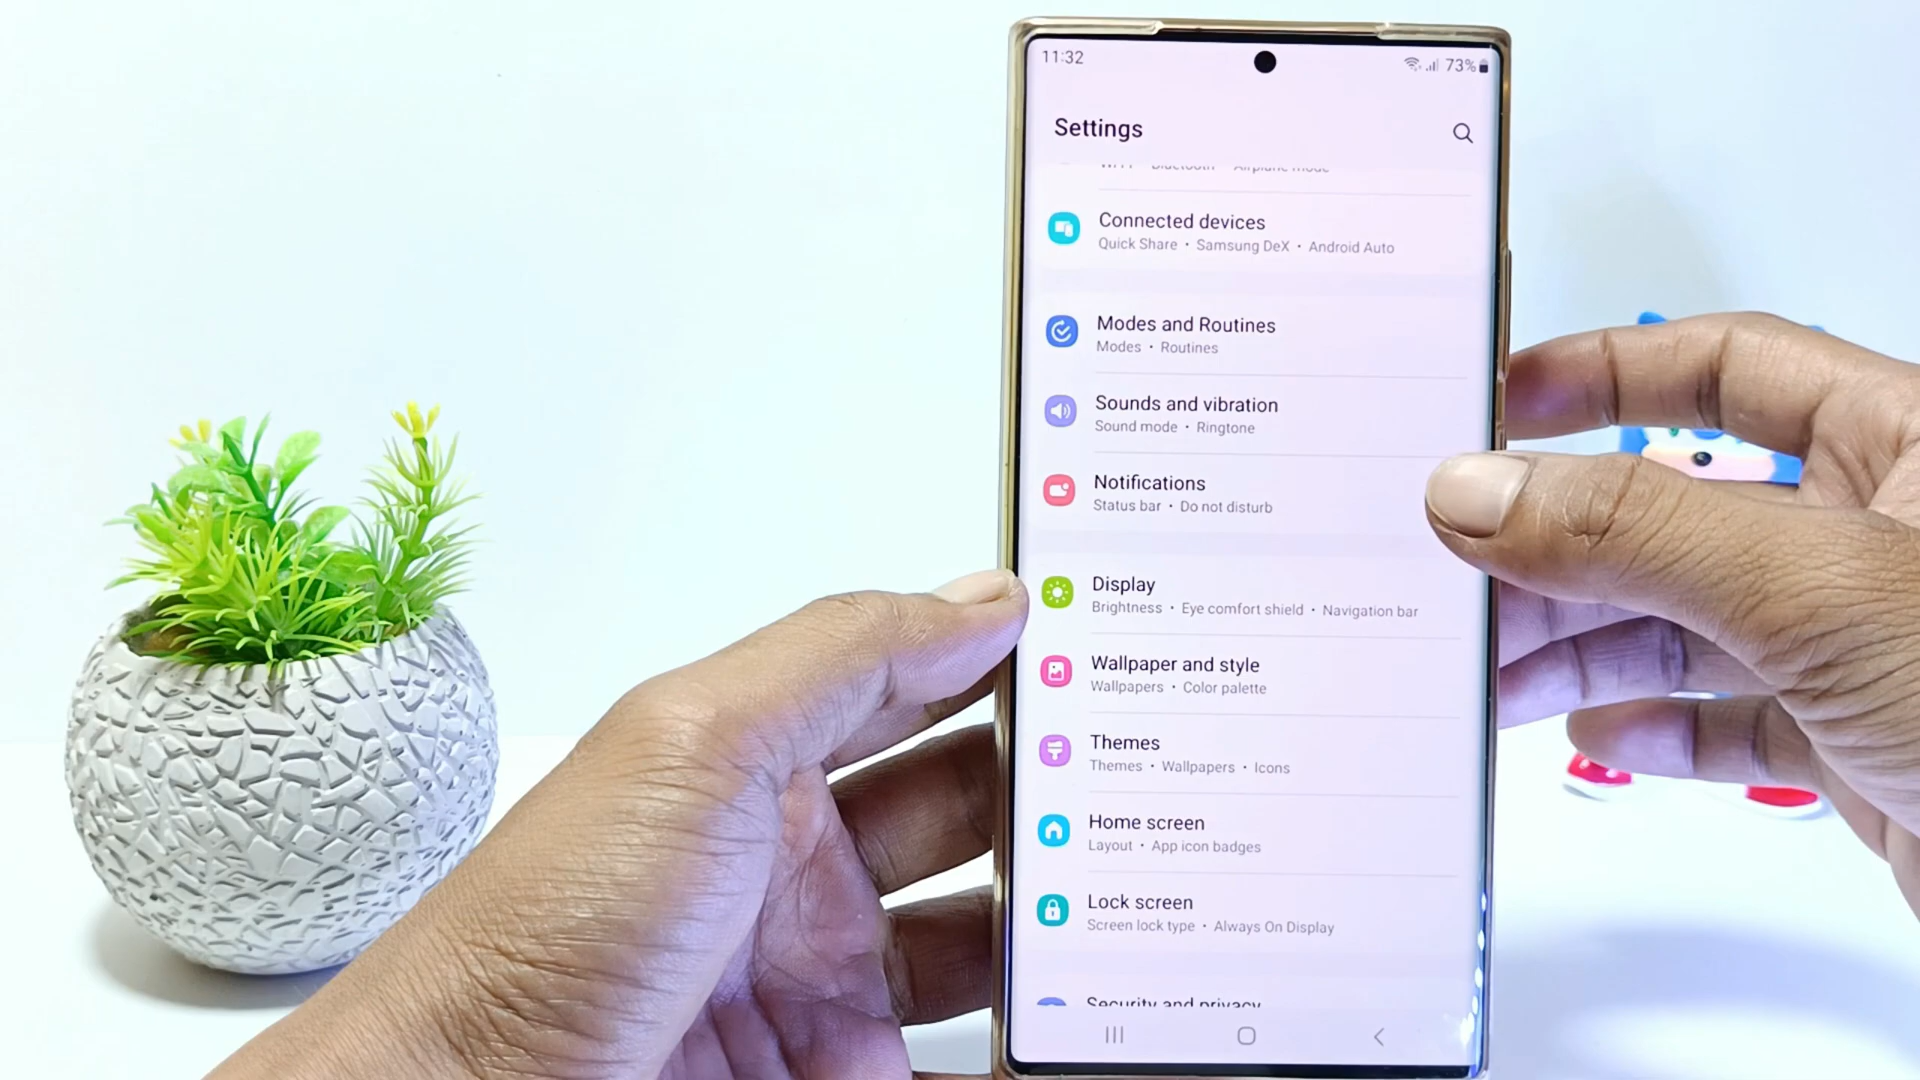 11:32
73%
Settings
Bluetooth • Airplane mode
Connected devices
Quick Share • Samsung DeX • Android Auto
Modes and Routines
Modes • Routines
Sounds and vibration
Sound mode • Ringtone
Notifications
Status bar • Do not disturb
Display
Brightness • Eye comfort shield • Navigation bar
Wallpaper and style
Wallpapers • Color palette
Themes
Themes • Wallpapers • Icons
Home screen
Layout • App icon badges
Lock screen
Screen lock type • Always On Display
Security and privacy